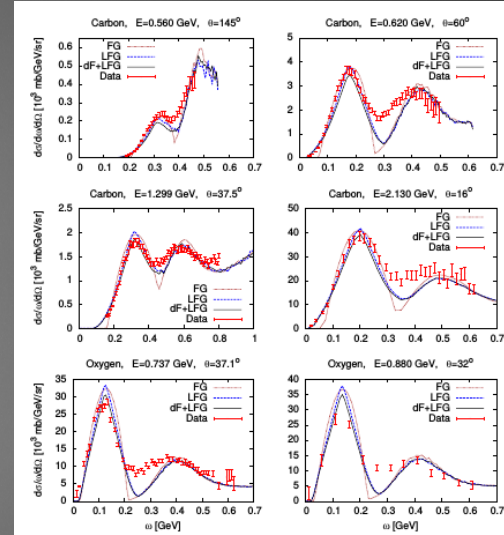 Carbon, E=0.560 GeV, θ=145°
dσ/dω/dΩ [10³ mb/GeV/sr]
0.6
0.5
0.4
0.3
0.2
0.1
0
FG
LFG
dF+LFG
Data
0 0.1 0.2 0.3 0.4 0.5 0.6 0.7
Carbon, E=0.620 GeV, θ=60°
5
4
3
2
1
0
FG
LFG
dF+LFG
Data
0 0.1 0.2 0.3 0.4 0.5 0.6 0.7
Carbon, E=1.299 GeV, θ=37.5°
dσ/dω/dΩ [10³ mb/GeV/sr]
2.5
2
1.5
1
0.5
0
FG
LFG
dF+LFG
Data
0 0.2 0.4 0.6 0.8 1
Carbon, E=2.130 GeV, θ=16°
50
40
30
20
10
0
FG
LFG
dF+LFG
Data
0 0.1 0.2 0.3 0.4 0.5 0.6 0.7
Oxygen, E=0.737 GeV, θ=37.1°
dσ/dω/dΩ [10³ mb/GeV/sr]
35
30
25
20
15
10
5
0
FG
LFG
dF+LFG
Data
0 0.1 0.2 0.3 0.4 0.5 0.6 0.7
ω [GeV]
Oxygen, E=0.880 GeV, θ=32°
40
35
30
25
20
15
10
5
0
FG
LFG
dF+LFG
Data
0 0.1 0.2 0.3 0.4 0.5 0.6 0.7
ω [GeV]